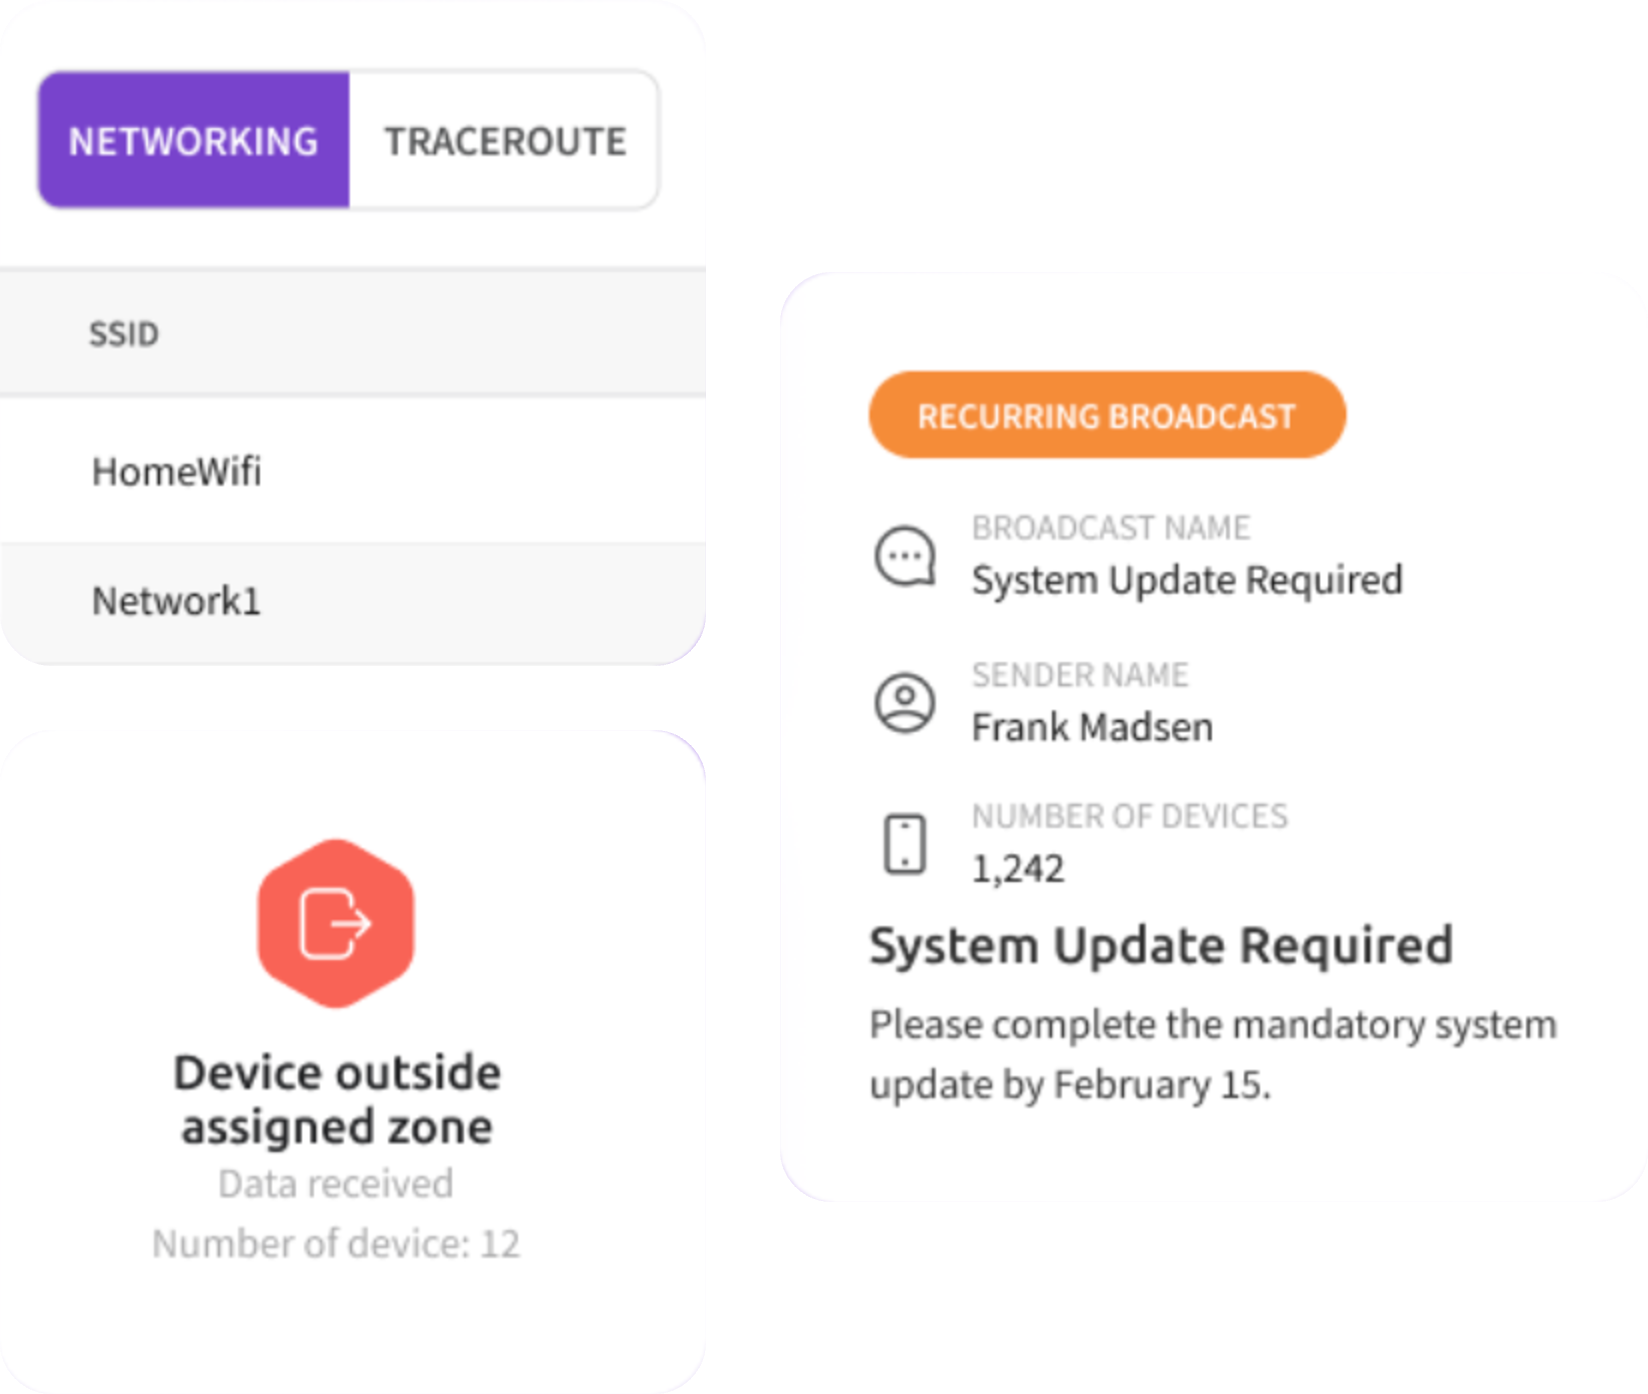 NETWORKING TRACEROUTE
SSID
HomeWifi
Network1
Device outside
assigned zone
Data received
Number of device: 12
RECURRING BROADCAST
BROADCAST NAME
System Update Required
SENDER NAME
Frank Madsen
NUMBER OF DEVICES
1,242
System Update Required
Please complete the mandatory system
update by February 15.